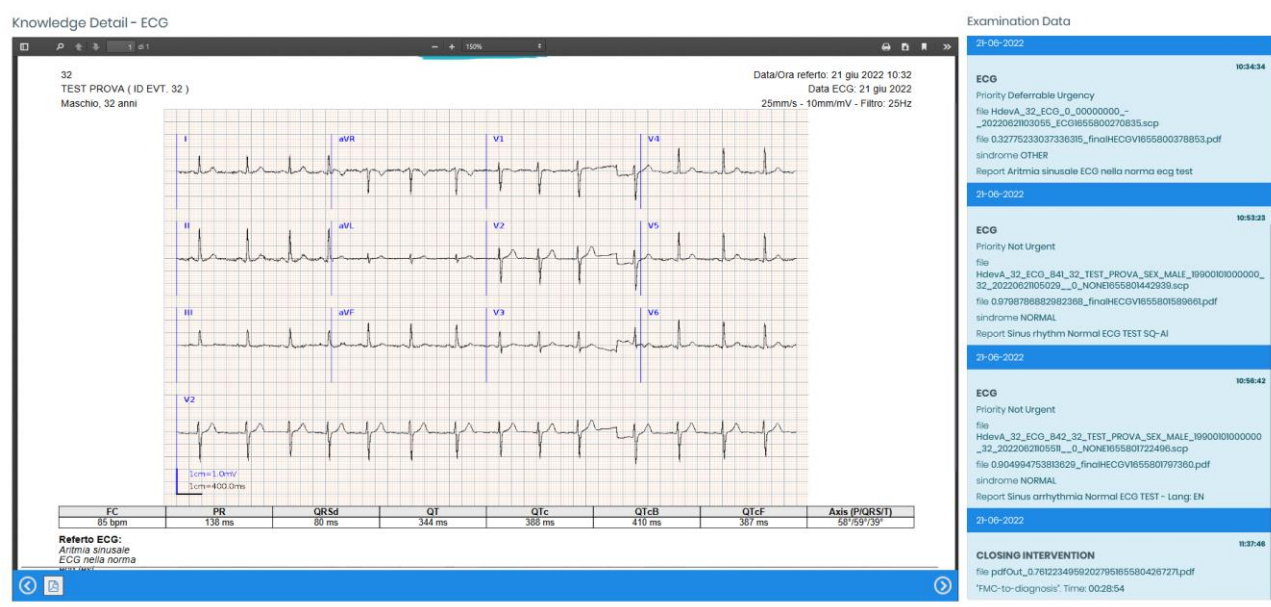 Knowledge Detail - ECG
1 di 1
150%
32
TEST PROVA ( ID EVT. 32 )
Maschio, 32 anni
Data/Ora referto: 21 giu 2022 10:32
Data ECG: 21 giu 2022
25mm/s - 10mm/mV - Filtro: 25Hz
I aVR V1 V4
II aVL V2 V5
III aVF V3 V6
V2
1cm=1.0mV
1cm=400.0ms
FC PR QRSd QT QTc QTcB QTcF Axis (P/QRS/T)
85 bpm 138 ms 80 ms 344 ms 388 ms 410 ms 387 ms 58°/59°/39°
Referto ECG:
Aritmia sinusale
ECG nella norma
Examination Data
21-06-2022
10:34:34
ECG
Priority Deferrable Urgency
file HdevA_32_ECG_0_00000000_-
_20220621103055_ECG1655800270835.scp
file 0.32775233037336315_finalHECGV1655800378853.pdf
sindrome OTHER
Report Aritmia sinusale ECG nella norma ecg test
21-06-2022
10:53:23
ECG
Priority Not Urgent
file
HdevA_32_ECG_841_32_TEST_PROVA_SEX_MALE_19900101000000_
32_20220621105029__0_NONE1655801442939.scp
file 0.9798786882982368_finalHECGV1655801589661.pdf
sindrome NORMAL
Report Sinus rhythm Normal ECG TEST SQ-AI
21-06-2022
10:56:42
ECG
Priority Not Urgent
file
HdevA_32_ECG_842_32_TEST_PROVA_SEX_MALE_19900101000000
_32_20220621105511__0_NONE1655801722496.scp
file 0.904994753813629_finalHECGV1655801797360.pdf
sindrome NORMAL
Report Sinus arrhythmia Normal ECG TEST - Lang: EN
21-06-2022
11:37:46
CLOSING INTERVENTION
file pdfOut_0.7612234959202795165580426727​1.pdf
"FMC-to-diagnosis". Time: 00:28:54